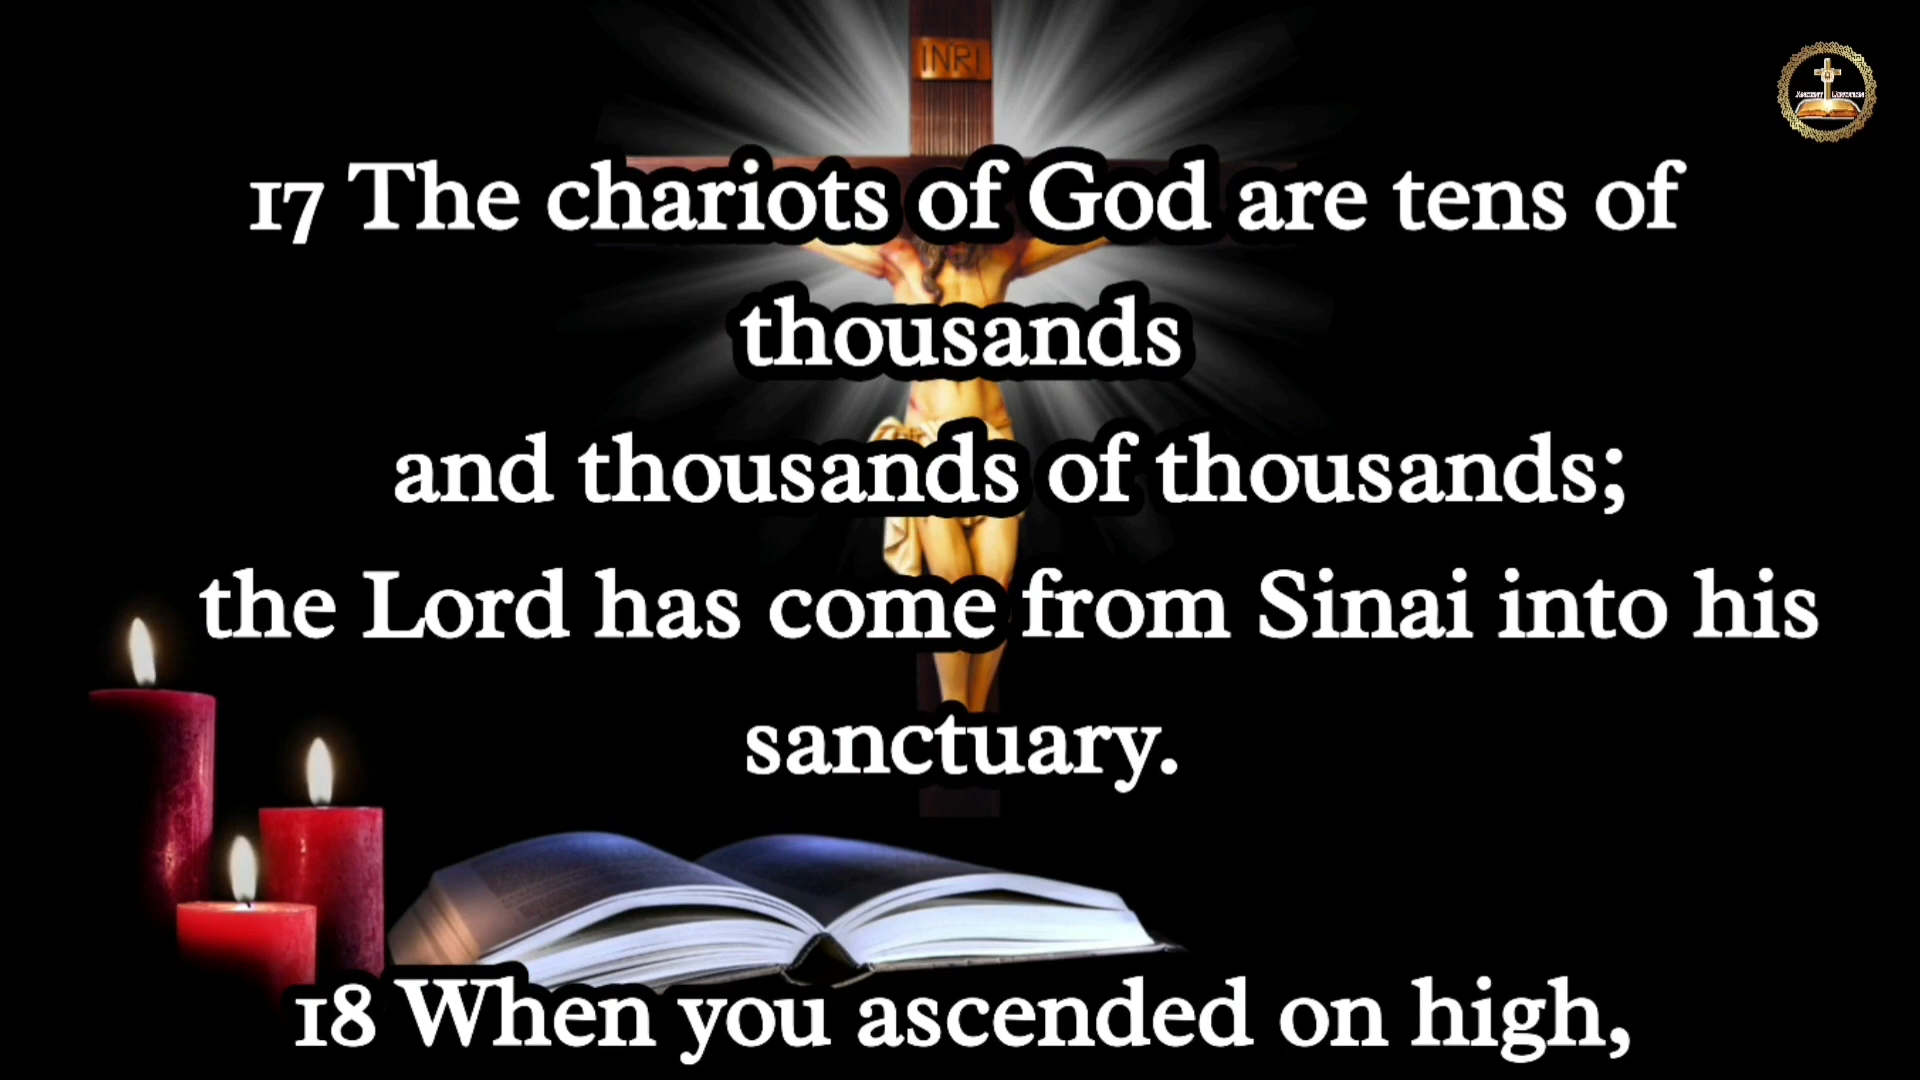 INRI
17 The chariots of God are tens of
thousands
and thousands of thousands;
the Lord has come from Sinai into his
sanctuary.
18 When you ascended on high,